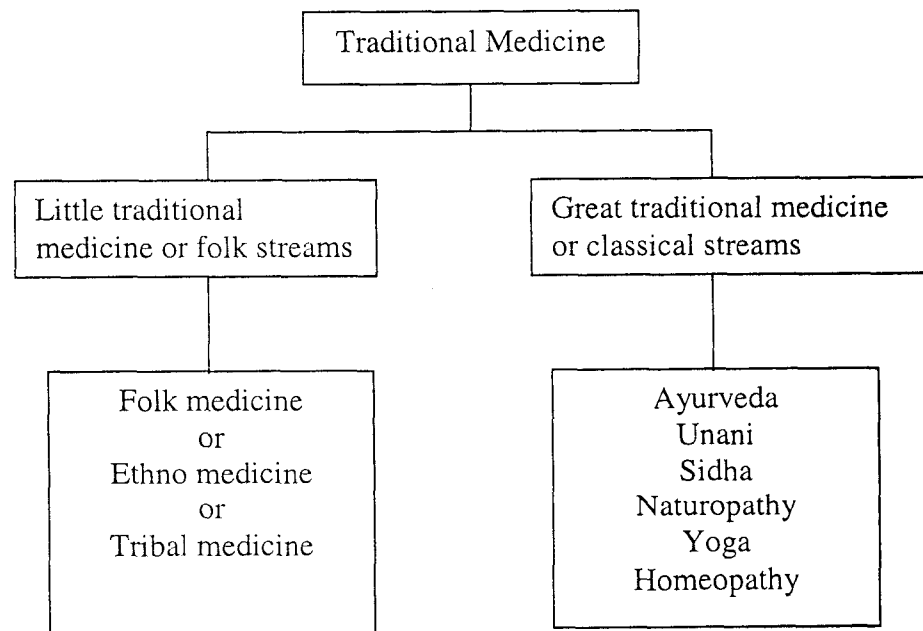 Traditional Medicine
Little traditional
medicine or folk streams
Great traditional medicine
or classical streams
Folk medicine
or
Ethno medicine
or
Tribal medicine
Ayurveda
Unani
Sidha
Naturopathy
Yoga
Homeopathy